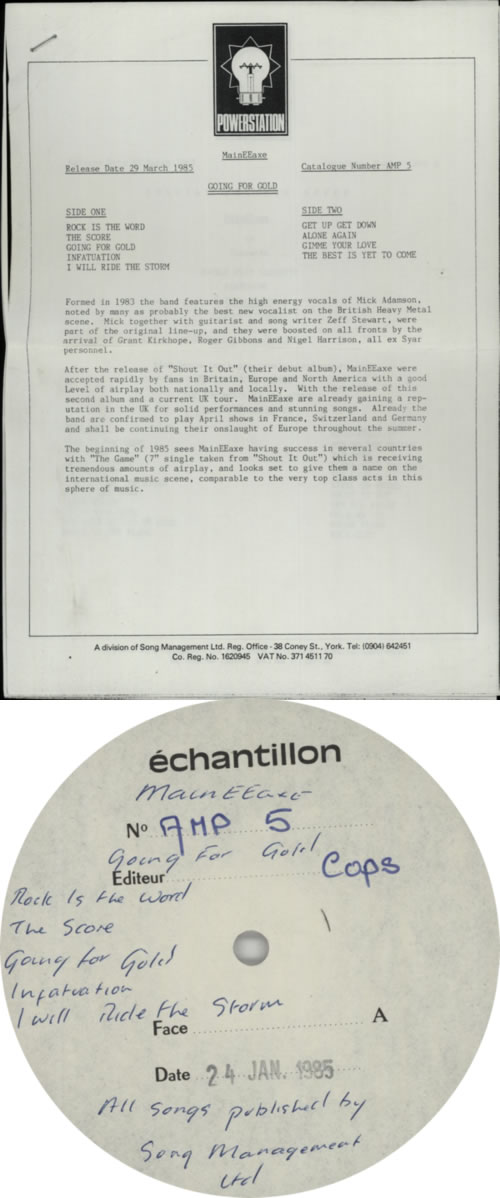 POWERSTATION
MainEEaxe
Release Date 29 March 1985
Catalogue Number AMP 5
GOING FOR GOLD
SIDE ONE
ROCK IS THE WORD
THE SCORE
GOING FOR GOLD
INFATUATION
I WILL RIDE THE STORM
SIDE TWO
GET UP GET DOWN
ALONE AGAIN
GIMME YOUR LOVE
THE BEST IS YET TO COME
Formed in 1983 the band features the high energy vocals of Mick Adamson,
noted by many as probably the best new vocalist on the British Heavy Metal
scene. Mick together with guitarist and song writer Zeff Stewart, were
part of the original line-up, and they were boosted on all fronts by the
arrival of Grant Kirkhope, Roger Gibbons and Nigel Harrison, all ex Syar
personnel.
After the release of "Shout It Out" (their debut album), MainEEaxe were
accepted rapidly by fans in Britain, Europe and North America with a good
Level of airplay both nationally and locally. With the release of this
second album and a current UK tour. MainEEaxe are already gaining a rep-
utation in the UK for solid performances and stunning songs. Already the
band are confirmed to play April shows in France, Switzerland and Germany
and shall be continuing their onslaught of Europe throughout the summer.
The beginning of 1985 sees MainEEaxe having success in several countries
with "The Game" (7" single taken from "Shout It Out") which is receiving
tremendous amounts of airplay, and looks set to give them a name on the
international music scene, comparable to the very top class acts in this
sphere of music.
A division of Song Management Ltd. Reg. Office - 38 Coney St., York. Tel: (0904) 642451
Co. Reg. No. 1620945 VAT No. 371 4511 70
échantillon
MainEEaxe
No AMP 5
Going For Gold
Editeur Cops
Rock Is the Word
The Score
Going for Gold
Infatuation
I will Ride the Storm
Face A
Date 24 JAN. 1985
All songs published by
Song Management
Ltd